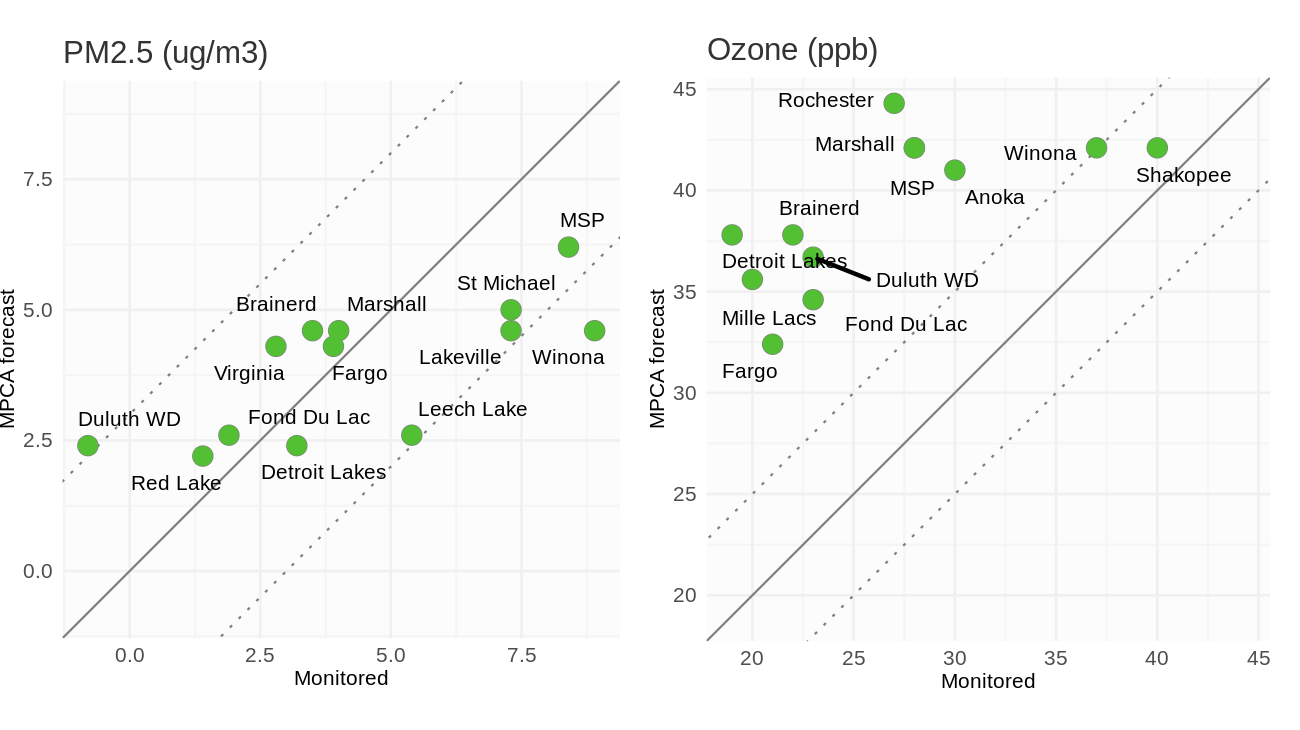 PM2.5 (ug/m3)
MPCA forecast
7.5
5.0
2.5
0.0
MSP
St Michael
Brainerd
Marshall
Lakeville
Winona
Virginia
Fargo
Leech Lake
Duluth WD
Fond Du Lac
Detroit Lakes
Red Lake
0.0
2.5
5.0
7.5
Monitored
Ozone (ppb)
MPCA forecast
45
40
35
30
25
20
Rochester
Marshall
Winona
Shakopee
MSP
Anoka
Brainerd
Detroit Lakes
Duluth WD
Mille Lacs
Fond Du Lac
Fargo
20
25
30
35
40
45
Monitored